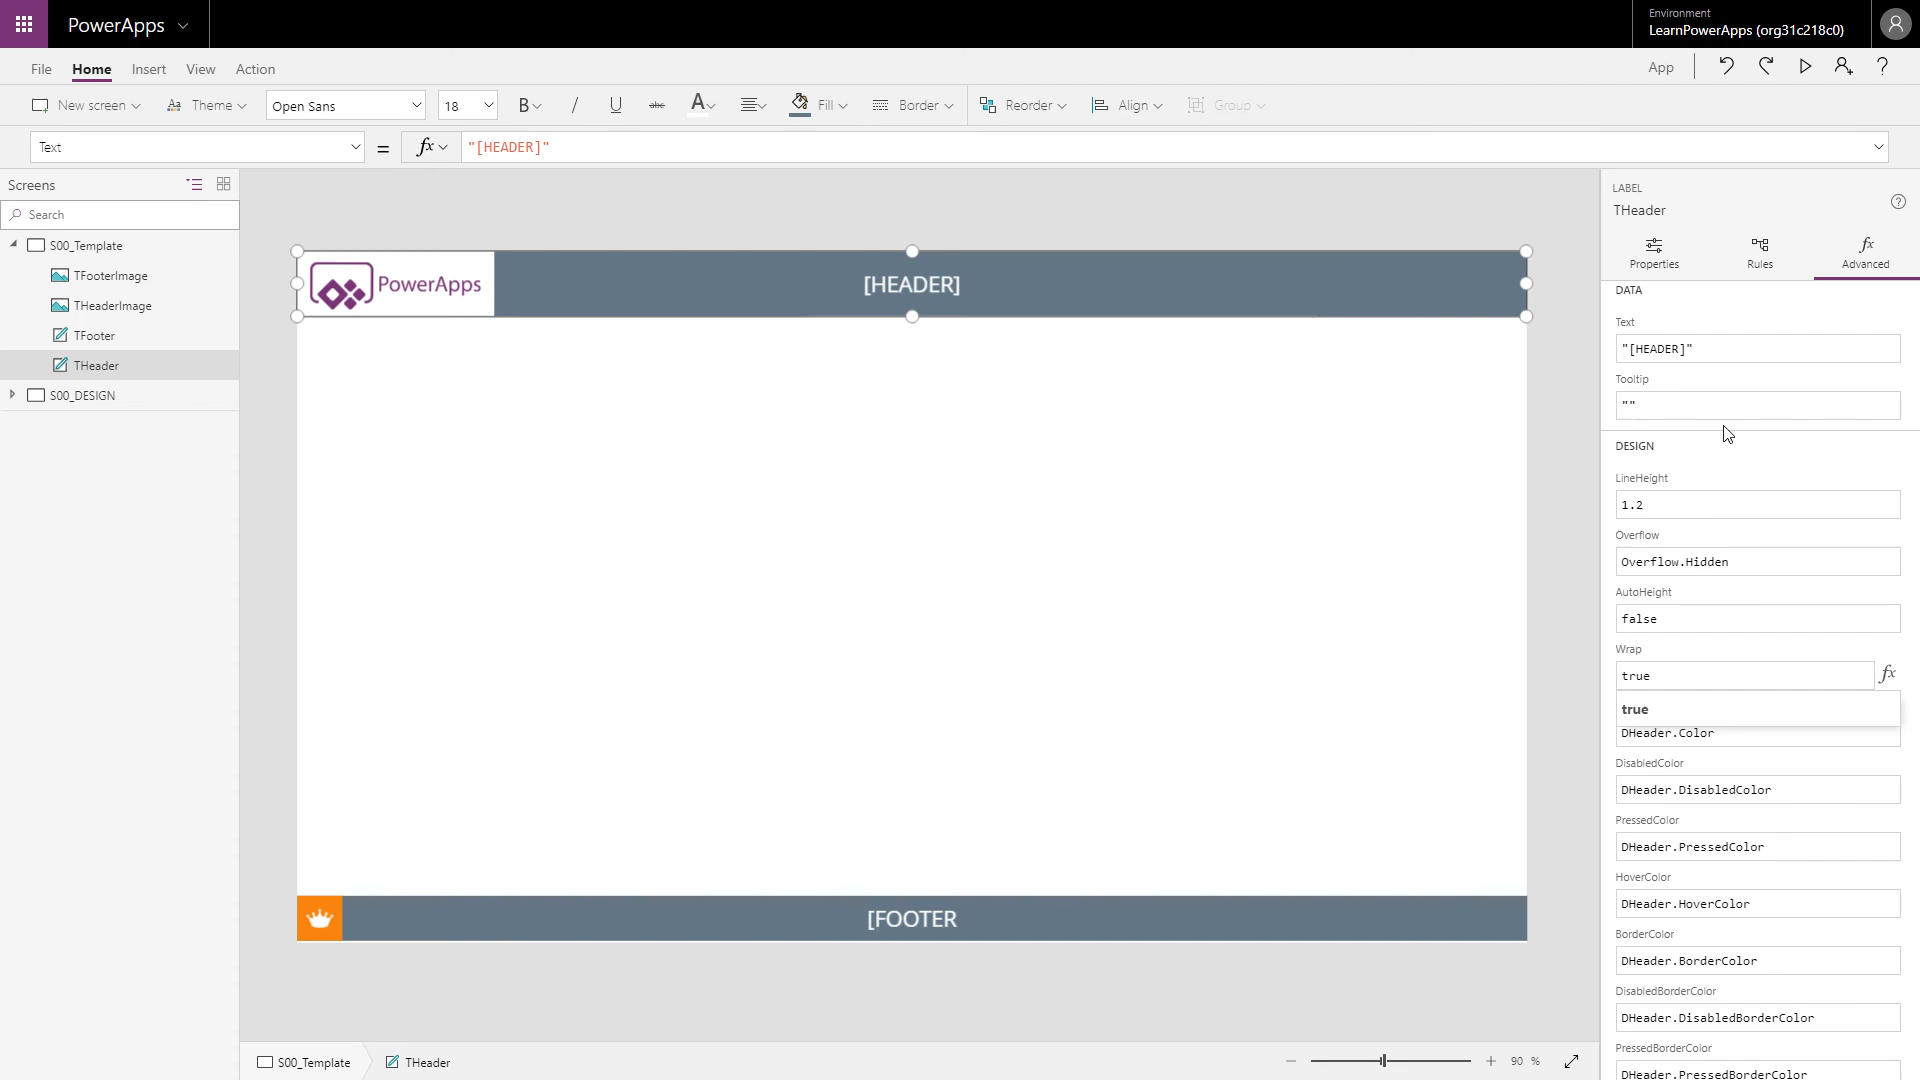 PowerApps
Environment
LearnPowerApps (org31c218c0)
File
Home
Insert
View
Action
App
New screen
Theme
Open Sans
18
B
/
U
abc
A
Fill
Border
Reorder
Align
Group
Text
=
fx
"[HEADER]"
Screens
Search
S00_Template
TFooterImage
THeaderImage
TFooter
THeader
S00_DESIGN
PowerApps
[HEADER]
[FOOTER
LABEL
THeader
Properties
Rules
fx
Advanced
DATA
Text
"[HEADER]"
Tooltip
""
DESIGN
LineHeight
1.2
Overflow
Overflow.Hidden
AutoHeight
false
Wrap
true
fx
true
DHeader.Color
DisabledColor
DHeader.DisabledColor
PressedColor
DHeader.PressedColor
HoverColor
DHeader.HoverColor
BorderColor
DHeader.BorderColor
DisabledBorderColor
DHeader.DisabledBorderColor
PressedBorderColor
DHeader.PressedBorderColor
S00_Template
THeader
90 %